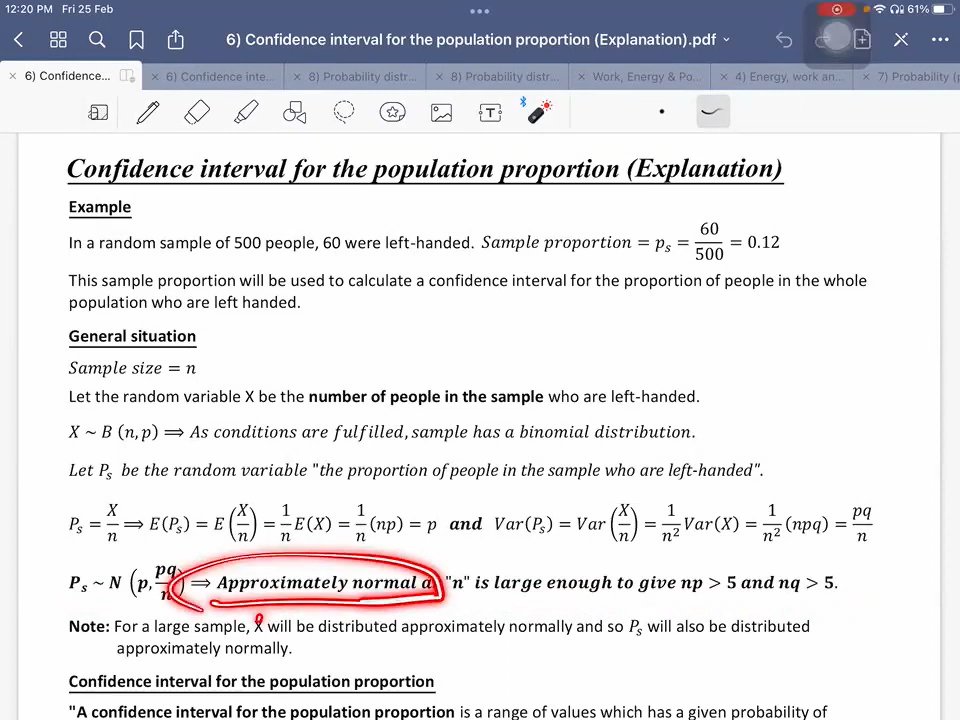 12:20 PM Fri 25 Feb
61%
6) Confidence interval for the population proportion (Explanation).pdf
6) Confidence... 6) Confidence inte... 8) Probability distr... 8) Probability distr... Work, Energy & Po... 4) Energy, work an... 7) Probability (p
Confidence interval for the population proportion (Explanation)
Example
In a random sample of 500 people, 60 were left-handed. Sample proportion = pₛ = 60/500 = 0.12
This sample proportion will be used to calculate a confidence interval for the proportion of people in the whole
population who are left handed.
General situation
Sample size = n
Let the random variable X be the number of people in the sample who are left-handed.
X ~ B (n, p) ⟹ As conditions are fulfilled, sample has a binomial distribution.
Let Pₛ be the random variable "the proportion of people in the sample who are left-handed".
Pₛ = X/n ⟹ E(Pₛ) = E(X/n) = 1/n E(X) = 1/n (np) = p and Var(Pₛ) = Var(X/n) = 1/n² Var(X) = 1/n² (npq) = pq/n
Pₛ ~ N (p, pq/n) ⟹ Approximately normal "n" is large enough to give np > 5 and nq > 5.
Note: For a large sample, X will be distributed approximately normally and so Pₛ will also be distributed
approximately normally.
Confidence interval for the population proportion
"A confidence interval for the population proportion is a range of values which has a given probability of